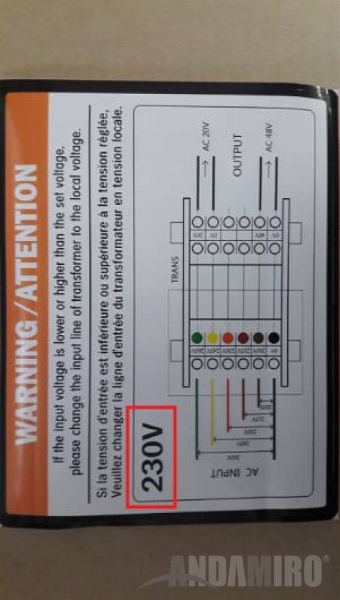 WARNING/ATTENTION
If the input voltage is lower or higher than the set voltage,
please change the input line of transformer to the local voltage.
Si la tension d'entrée est intérieure ou supérieure à la tension réglée,
Veuillez changer la ligne d'entrée du transformateur en tension locale.
230V
AC 20V
OUTPUT
AC 48V
TRANS
AC INPUT
ANDAMIRO®